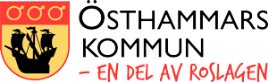 ÖSTHAMMARS
KOMMUN
– EN DEL AV ROSLAGEN